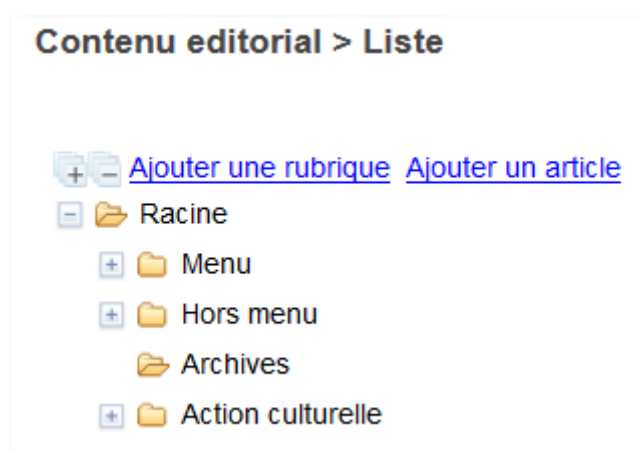 Contenu editorial > Liste
Ajouter une rubrique Ajouter un article
Racine
Menu
Hors menu
Archives
Action culturelle